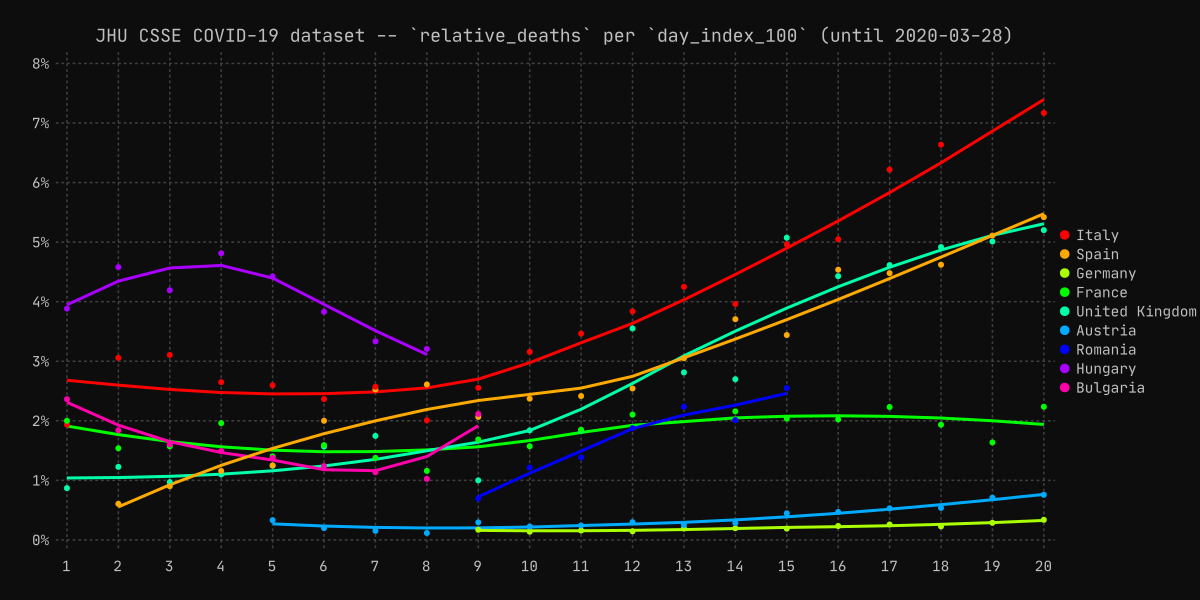 JHU CSSE COVID-19 dataset -- `relative_deaths` per `day_index_100` (until 2020-03-28)
8%
7%
6%
5%
4%
3%
2%
1%
0%
1 2 3 4 5 6 7 8 9 10 11 12 13 14 15 16 17 18 19 20
Italy
Spain
Germany
France
United Kingdom
Austria
Romania
Hungary
Bulgaria